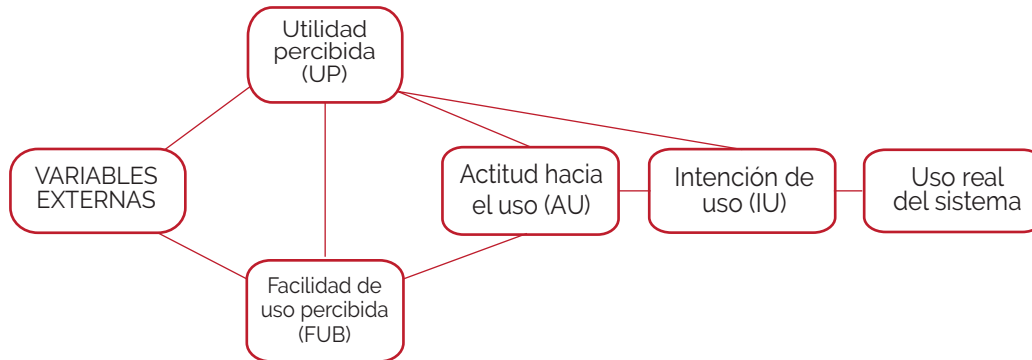 Utilidad
percibida
(UP)
VARIABLES
EXTERNAS
Actitud hacia
el uso (AU)
Intención de
uso (IU)
Uso real
del sistema
Facilidad de
uso percibida
(FUB)